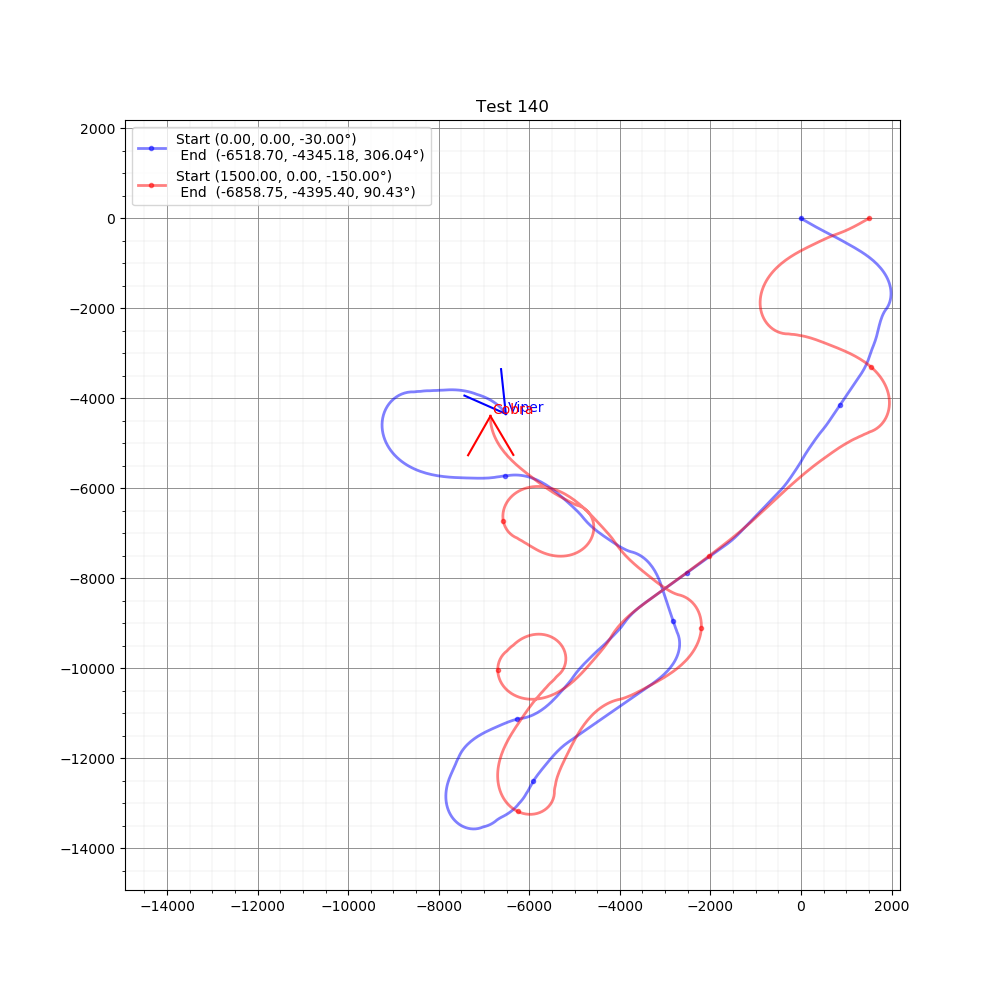 Test 140
Start (0.00, 0.00, -30.00°)
End (-6518.70, -4345.18, 306.04°)
Start (1500.00, 0.00, -150.00°)
End (-6858.75, -4395.40, 90.43°)
2000
0
−2000
−4000
Cobra
Viper
−6000
−8000
−10000
−12000
−14000
−14000 −12000 −10000 −8000 −6000 −4000 −2000 0 2000